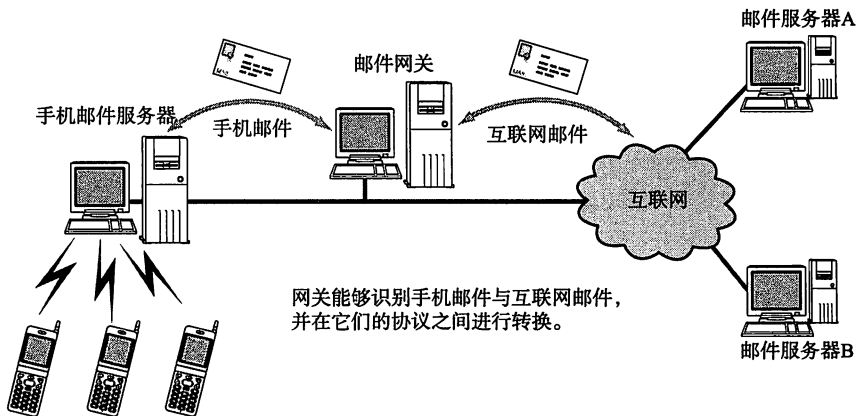 邮件服务器A
邮件网关
手机邮件服务器
手机邮件
互联网邮件
互联网
网关能够识别手机邮件与互联网邮件，
并在它们的协议之间进行转换。
邮件服务器B